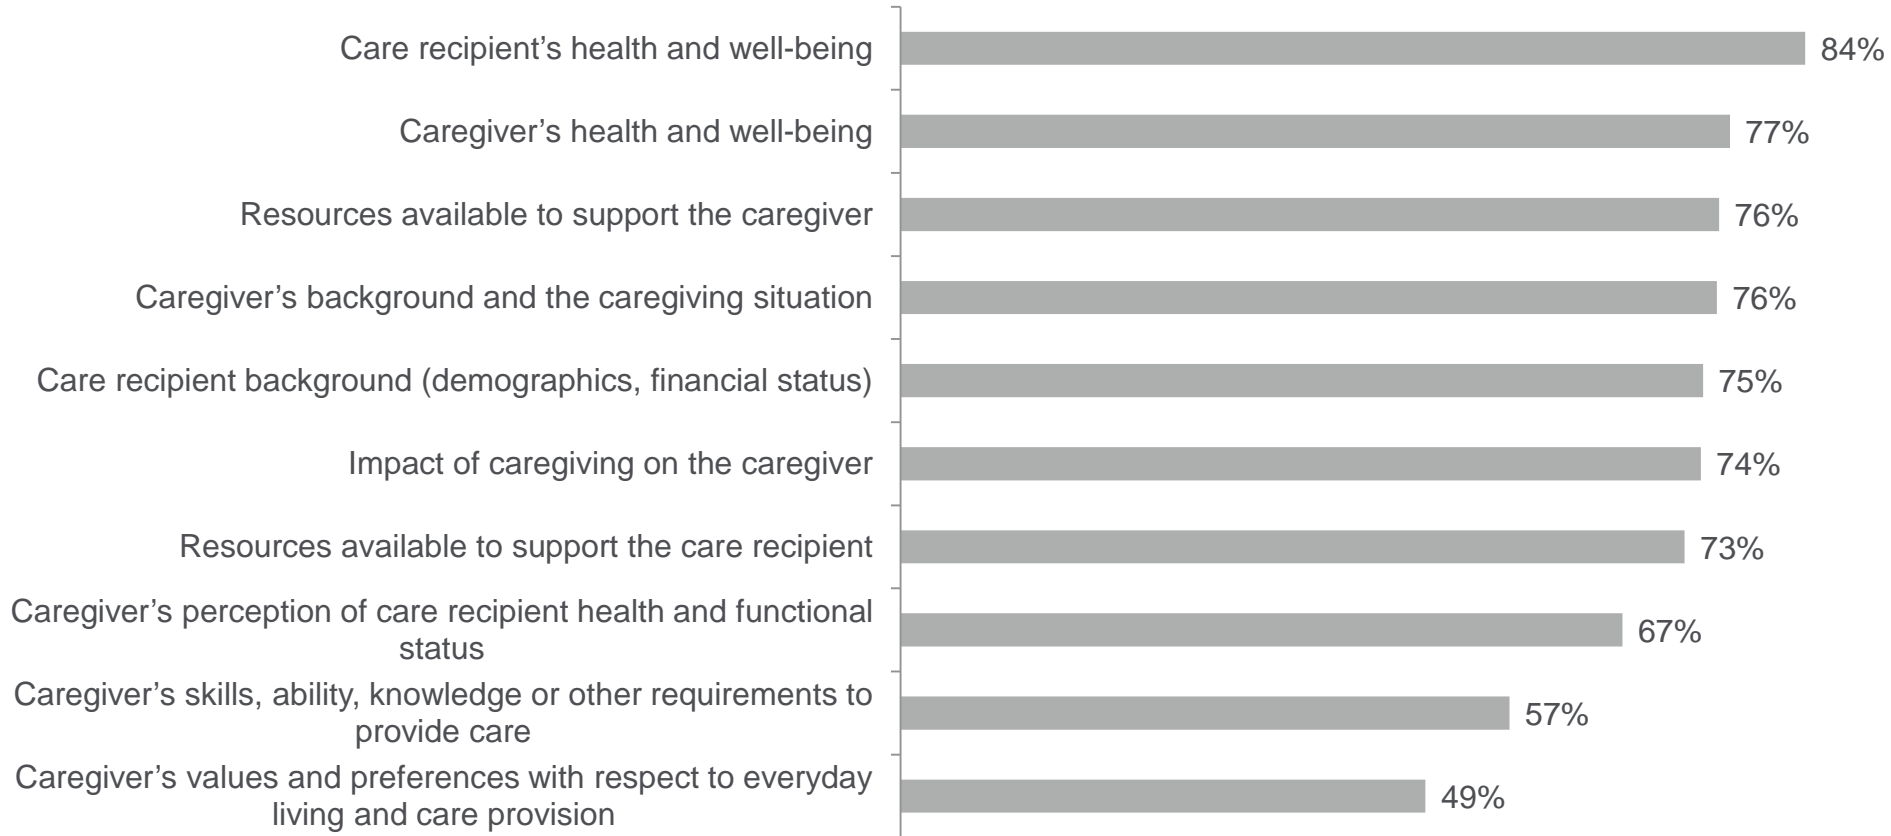 Care recipient’s health and well-being 84%
Caregiver’s health and well-being 77%
Resources available to support the caregiver 76%
Caregiver’s background and the caregiving situation 76%
Care recipient background (demographics, financial status) 75%
Impact of caregiving on the caregiver 74%
Resources available to support the care recipient 73%
Caregiver’s perception of care recipient health and functional
status 67%
Caregiver’s skills, ability, knowledge or other requirements to
provide care 57%
Caregiver’s values and preferences with respect to everyday
living and care provision 49%